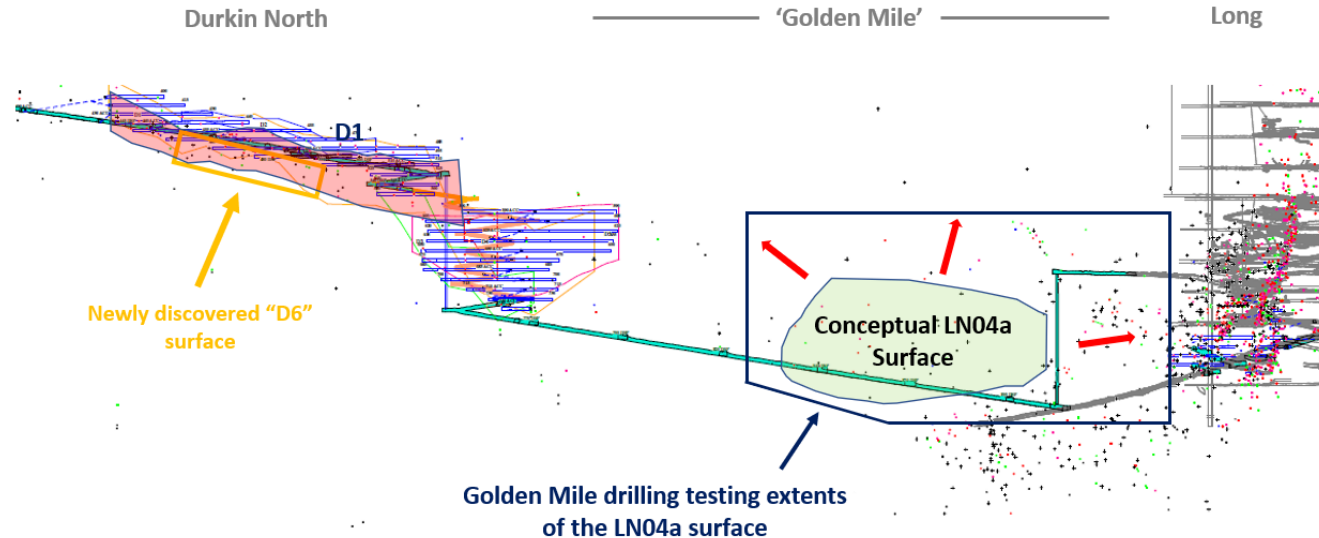 Durkin North
‘Golden Mile’
Long
D1
Newly discovered “D6”
surface
Conceptual LN04a
Surface
Golden Mile drilling testing extents
of the LN04a surface